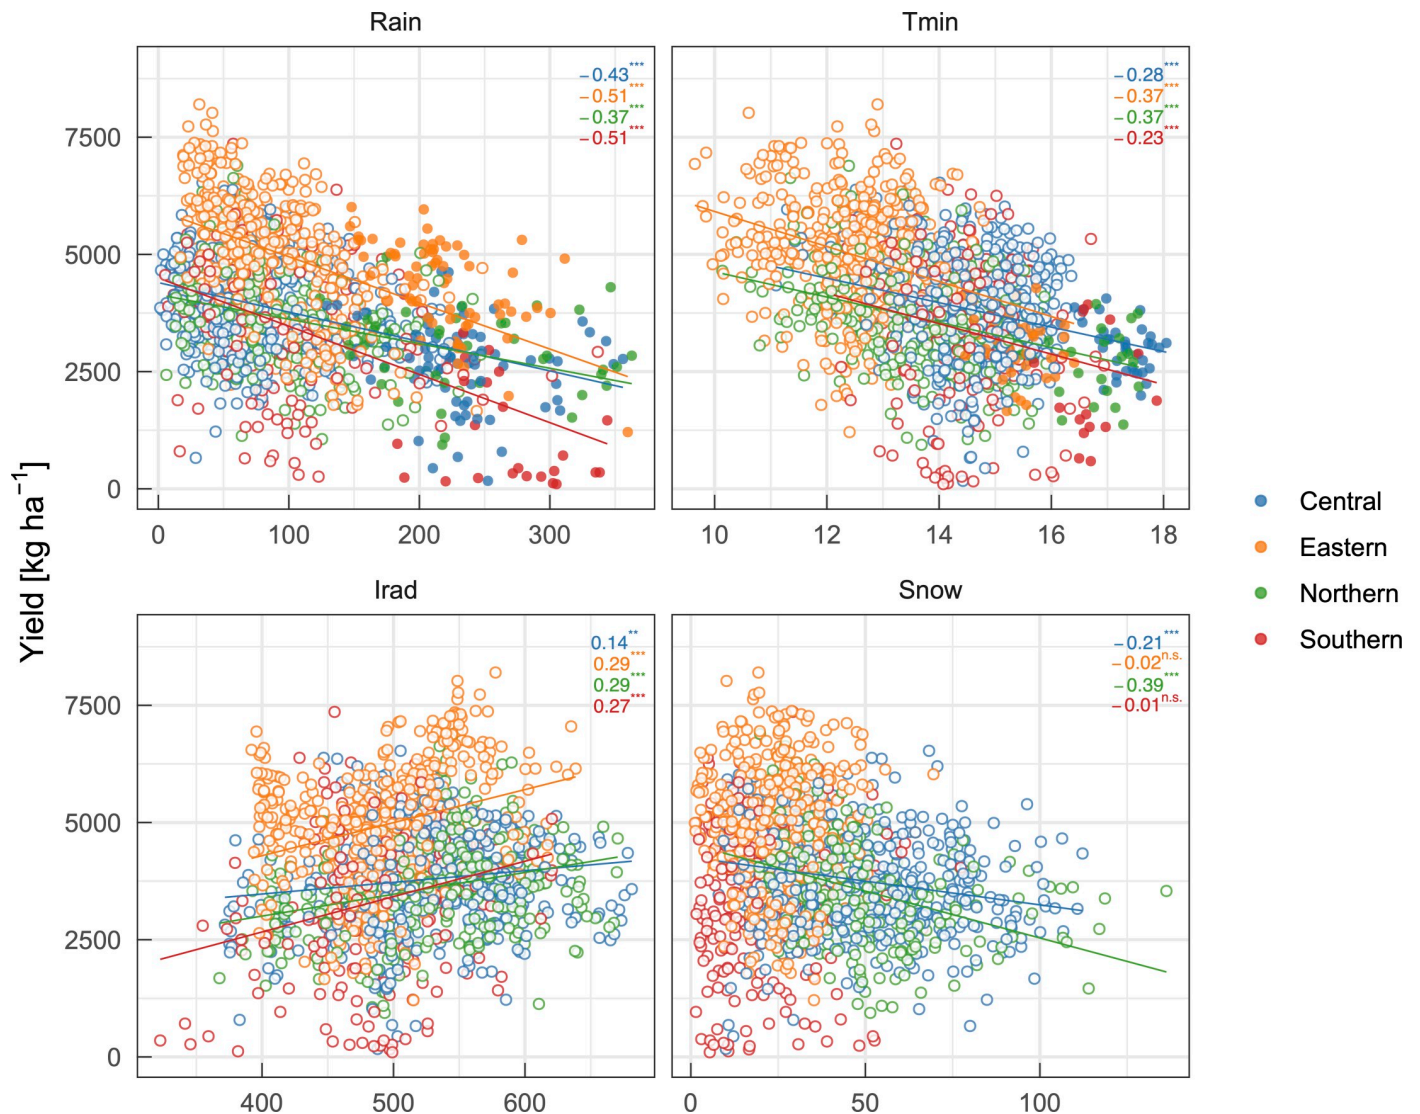 Rain
Tmin
−0.43***
−0.51***
−0.37***
−0.51***
−0.28***
−0.37***
−0.37***
−0.23***
7500
5000
2500
0
0 100 200 300
10 12 14 16 18
Yield [kg ha⁻¹]
Central
Eastern
Northern
Southern
Irad
Snow
0.14**
0.29***
0.29***
0.27***
−0.21***
−0.02n.s.
−0.39***
−0.01n.s.
7500
5000
2500
0
400 500 600
0 50 100